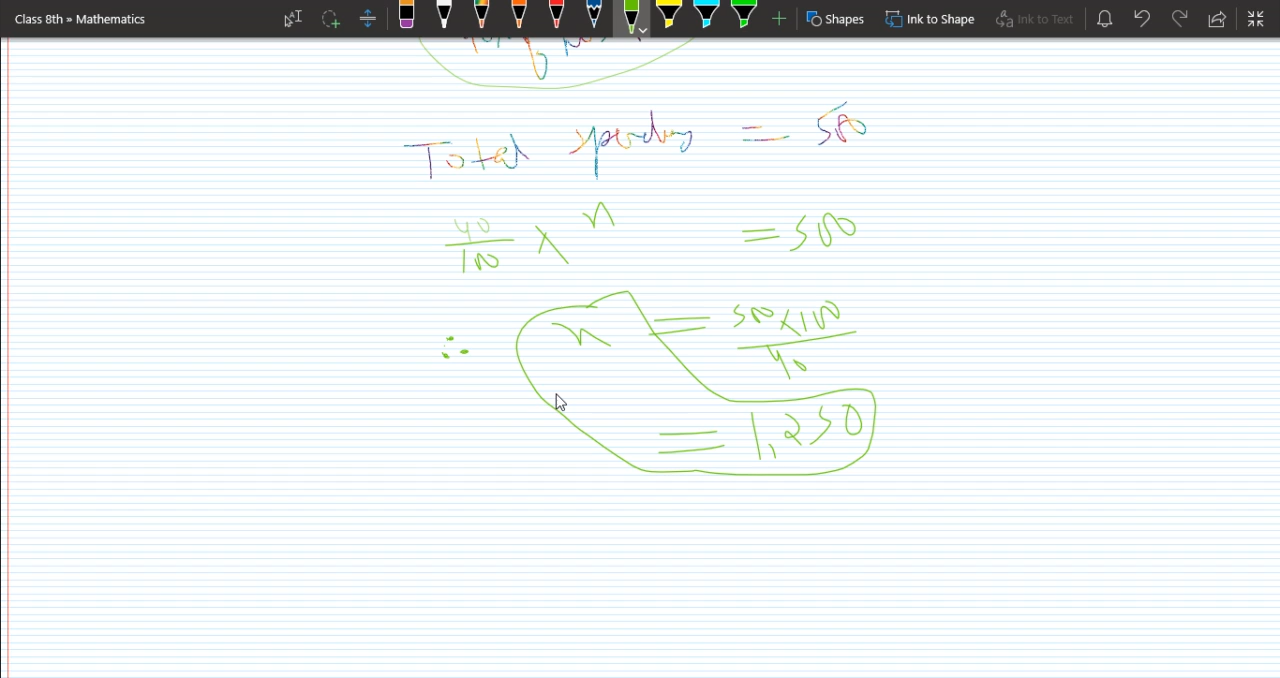 Class 8th » Mathematics
Shapes
Ink to Shape
Ink to Text
Total spending = 500
40/100 × n = 500
∴ n = 500×100/40
= 1,250